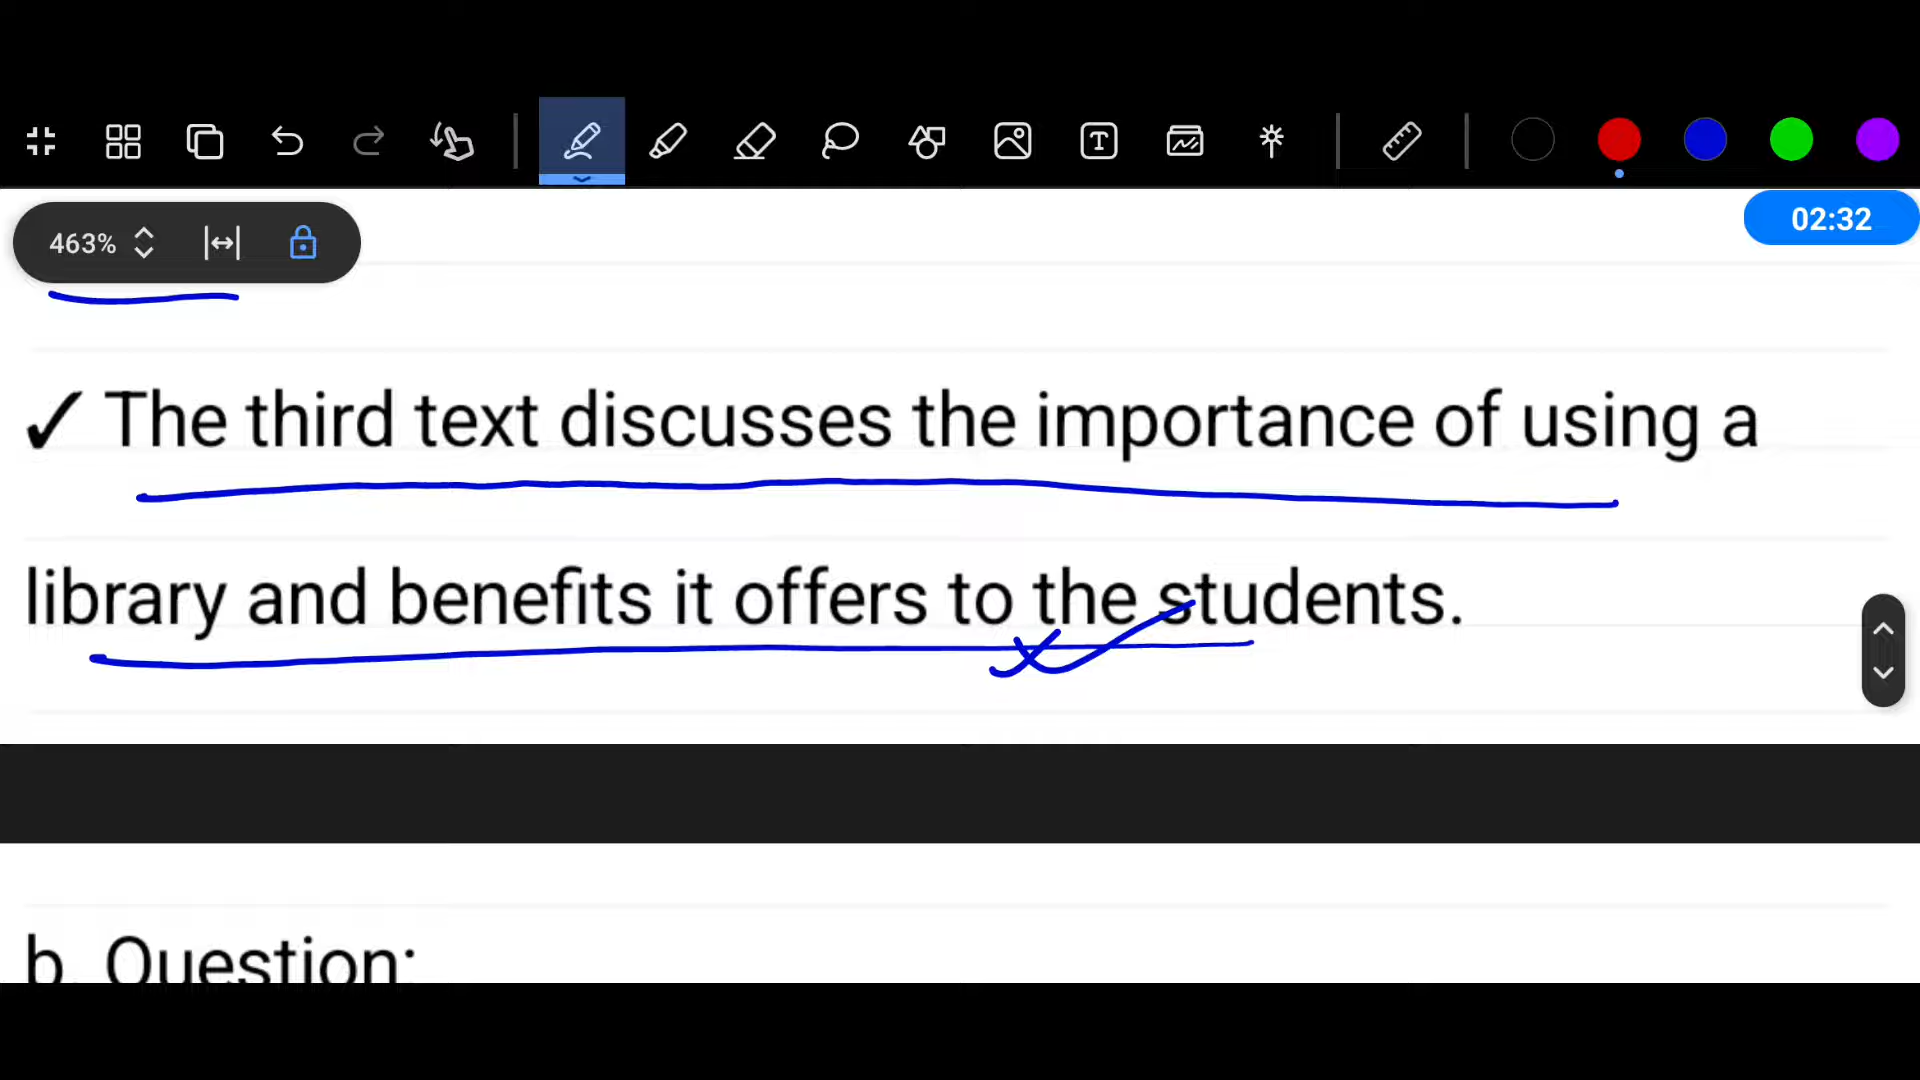 463%
02:32
✓ The third text discusses the importance of using a
library and benefits it offers to the students.
b. Question: